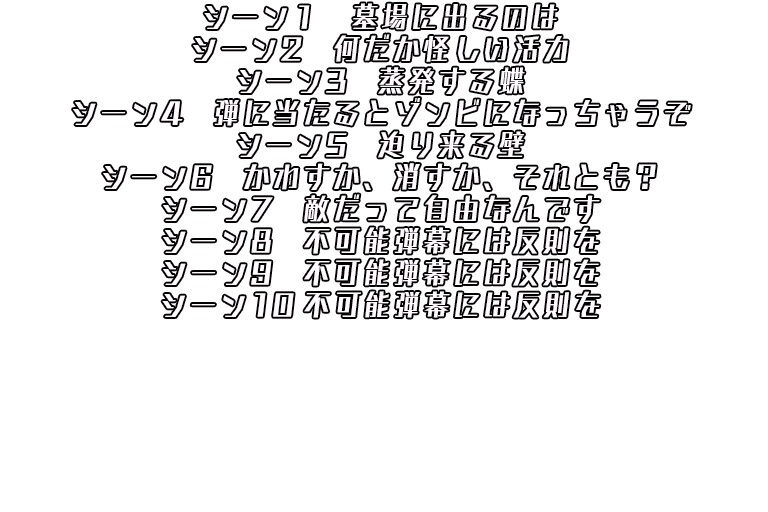 シーン1　墓場に出るのは
シーン2　何だか怪しい活力
シーン3　蒸発する蝶
シーン4　弾に当たるとゾンビになっちゃうぞ
シーン5　迫り来る壁
シーン6　かわすか、消すか、それとも？
シーン7　敵だって自由なんです
シーン8　不可能弾幕には反則を
シーン9　不可能弾幕には反則を
シーン10 不可能弾幕には反則を